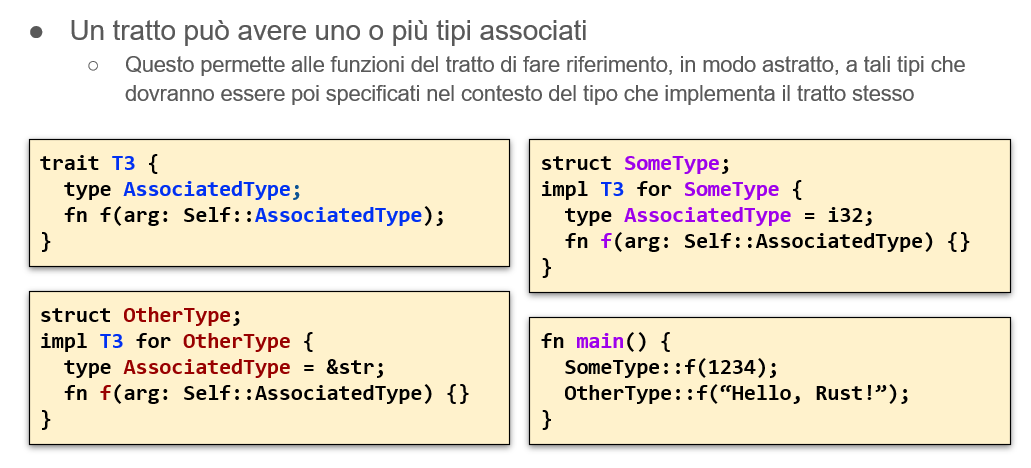 ● Un tratto può avere uno o più tipi associati
○ Questo permette alle funzioni del tratto di fare riferimento, in modo astratto, a tali tipi che
dovranno essere poi specificati nel contesto del tipo che implementa il tratto stesso
trait T3 {
  type AssociatedType;
  fn f(arg: Self::AssociatedType);
}
struct SomeType;
impl T3 for SomeType {
  type AssociatedType = i32;
  fn f(arg: Self::AssociatedType) {}
}
struct OtherType;
impl T3 for OtherType {
  type AssociatedType = &str;
  fn f(arg: Self::AssociatedType) {}
}
fn main() {
  SomeType::f(1234);
  OtherType::f(“Hello, Rust!”);
}